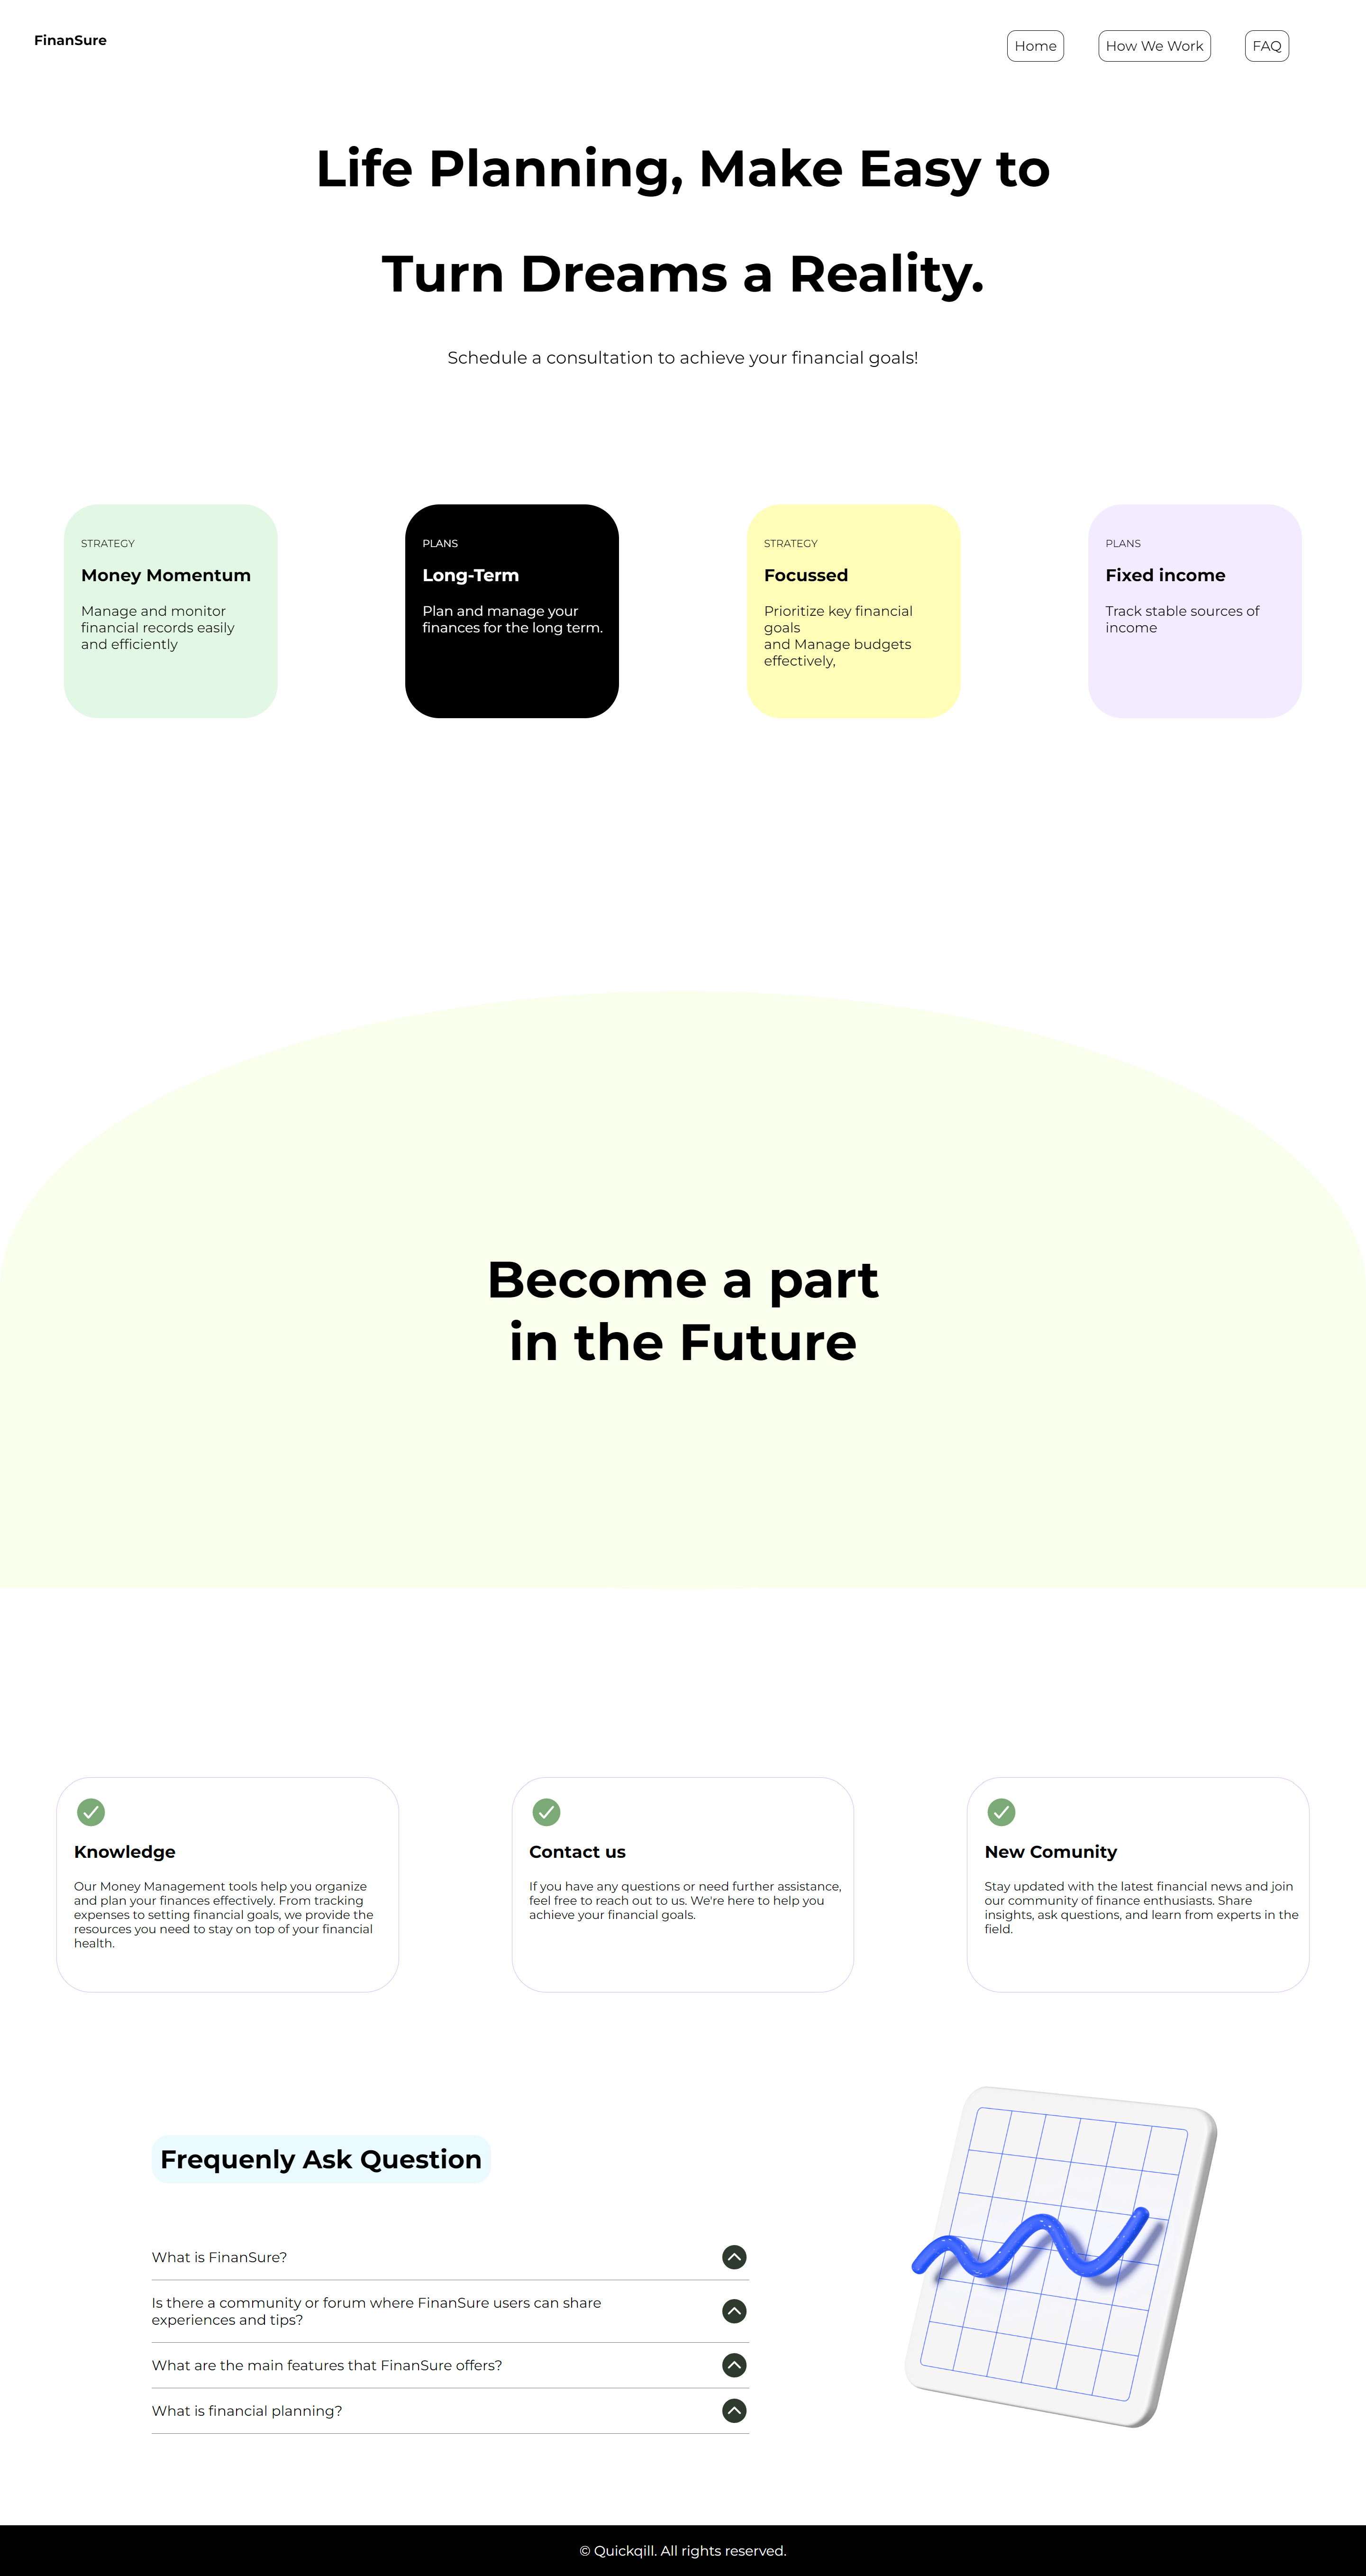 FinanSure
Home
How We Work
FAQ
Life Planning, Make Easy to
Turn Dreams a Reality.
Schedule a consultation to achieve your financial goals!
STRATEGY
Money Momentum
Manage and monitor
financial records easily
and efficiently
PLANS
Long-Term
Plan and manage your
finances for the long term.
STRATEGY
Focussed
Prioritize key financial
goals
and Manage budgets
effectively,
PLANS
Fixed income
Track stable sources of
income
Become a part
in the Future
Knowledge
Our Money Management tools help you organize
and plan your finances effectively. From tracking
expenses to setting financial goals, we provide the
resources you need to stay on top of your financial
health.
Contact us
If you have any questions or need further assistance,
feel free to reach out to us. We're here to help you
achieve your financial goals.
New Comunity
Stay updated with the latest financial news and join
our community of finance enthusiasts. Share
insights, ask questions, and learn from experts in the
field.
Frequenly Ask Question
What is FinanSure?
Is there a community or forum where FinanSure users can share
experiences and tips?
What are the main features that FinanSure offers?
What is financial planning?
© Quickqill. All rights reserved.